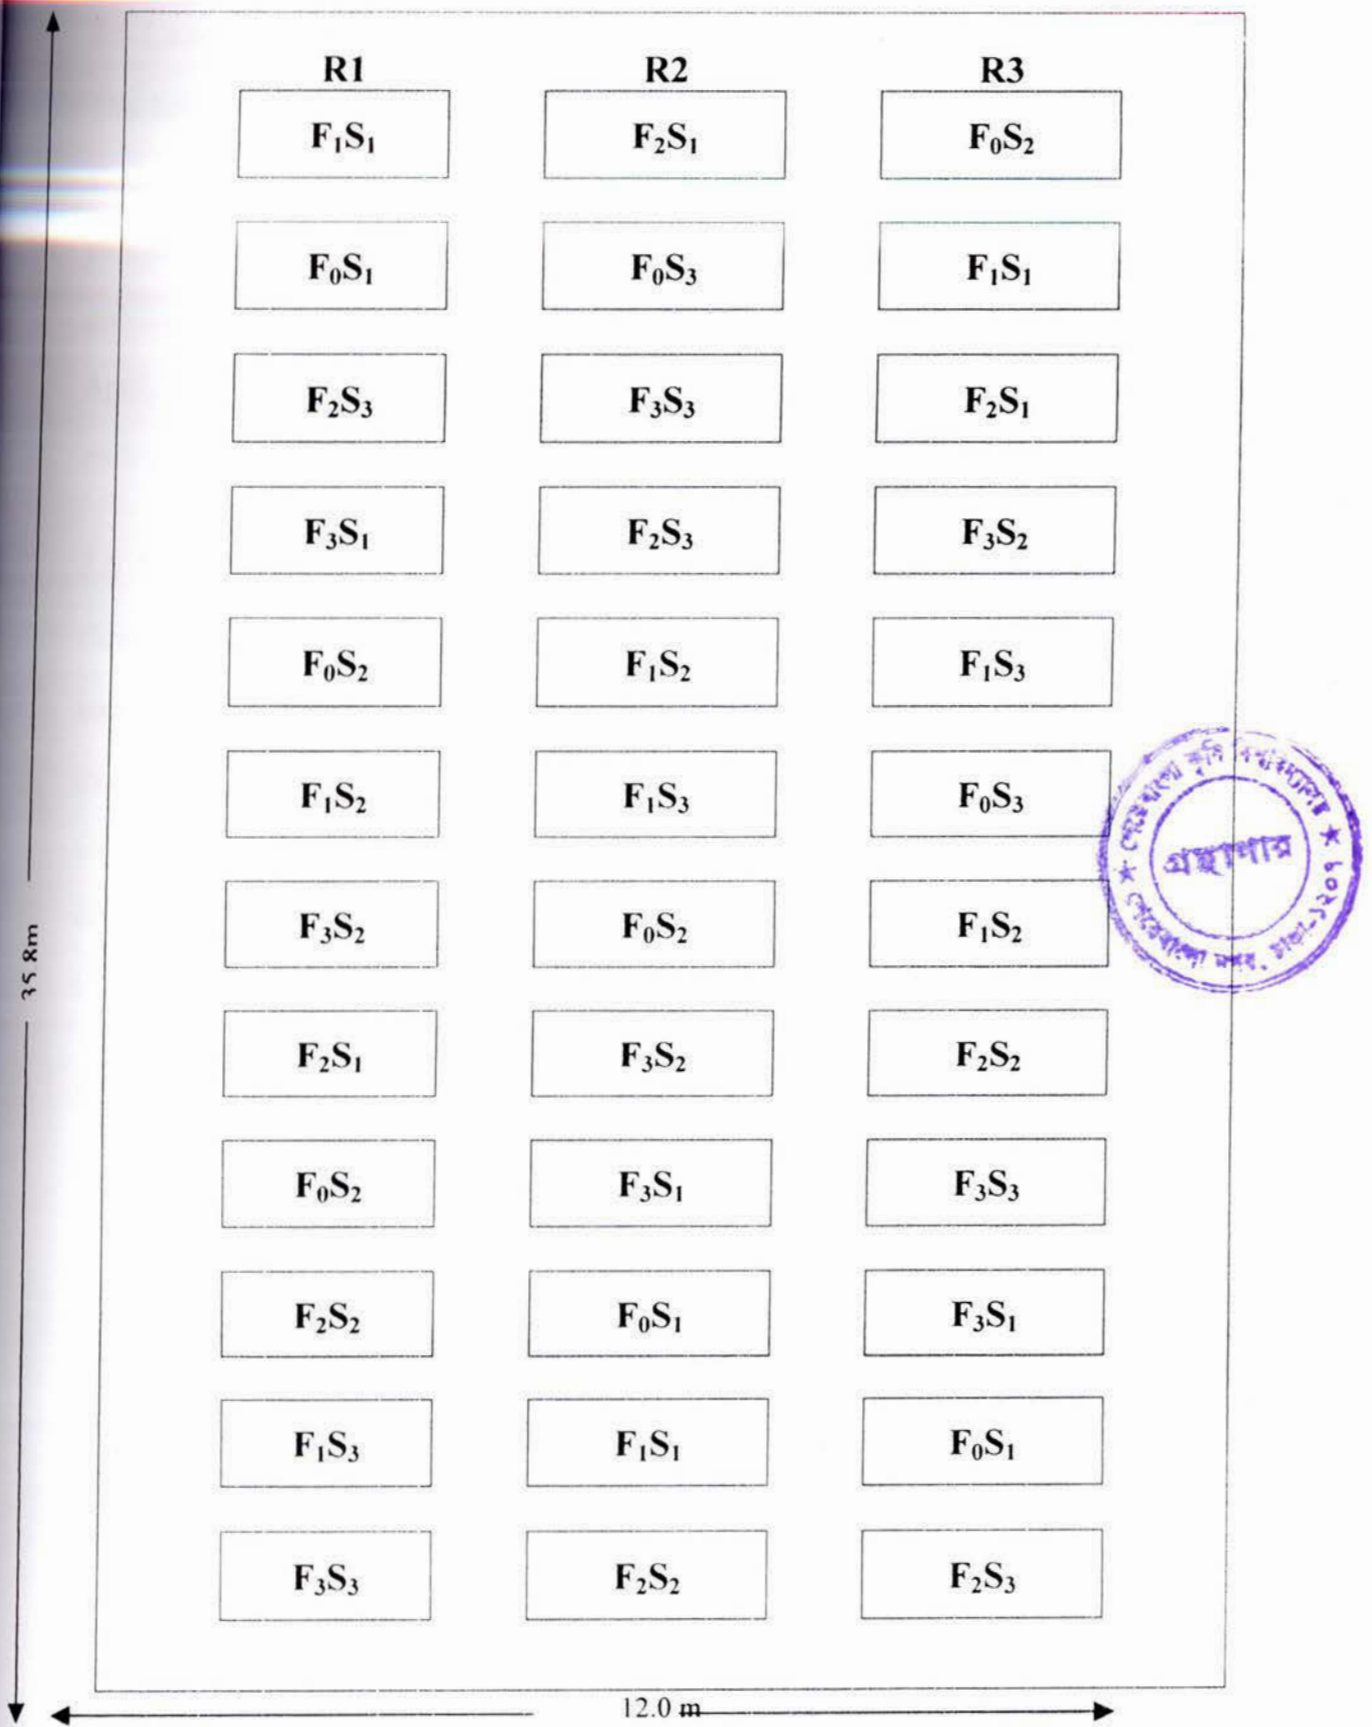 R1 R2 R3
F₁S₁ F₂S₁ F₀S₂
F₀S₁ F₀S₃ F₁S₁
F₂S₃ F₃S₃ F₂S₁
F₃S₁ F₂S₃ F₃S₂
F₀S₂ F₁S₂ F₁S₃
F₁S₂ F₁S₃ F₀S₃
F₃S₂ F₀S₂ F₁S₂
F₂S₁ F₃S₂ F₂S₂
F₀S₂ F₃S₁ F₃S₃
F₂S₂ F₀S₁ F₃S₁
F₁S₃ F₁S₁ F₀S₁
F₃S₃ F₂S₂ F₂S₃
35.8m
12.0 m
গ্রন্থাগার